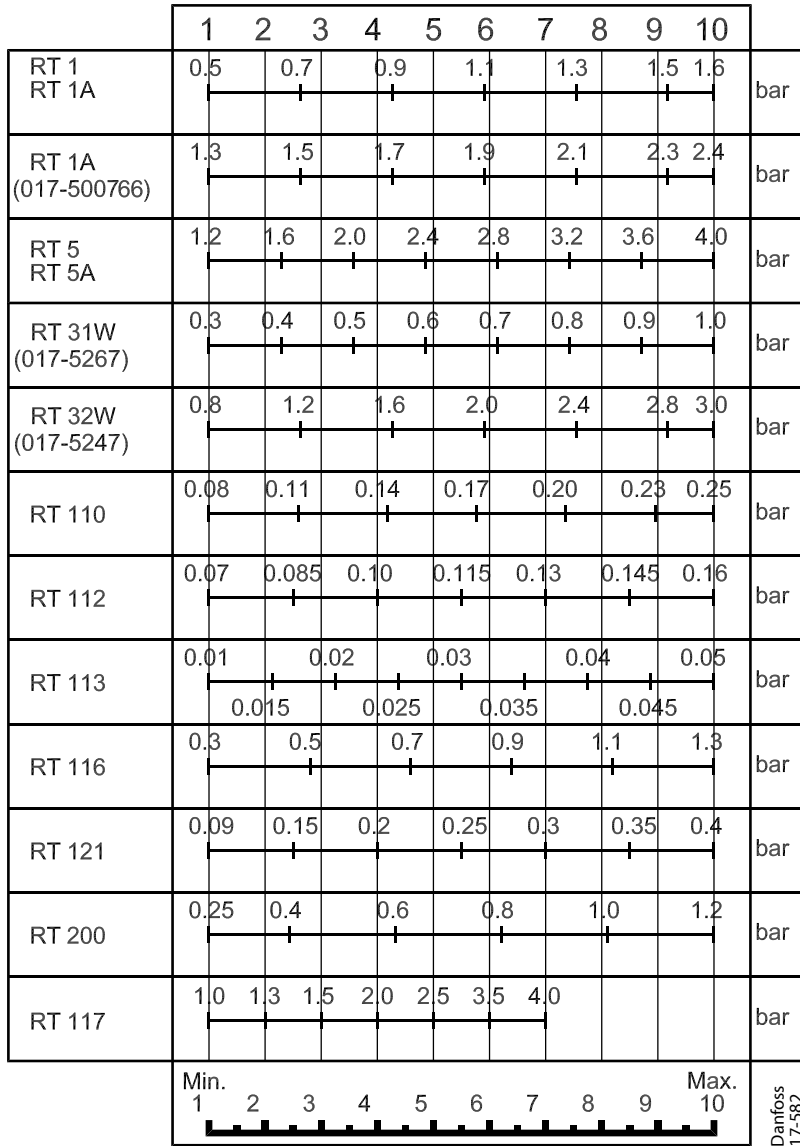 1 2 3 4 5 6 7 8 9 10
RT 1
RT 1A
0.5 0.7 0.9 1.1 1.3 1.5 1.6
bar
RT 1A
(017-500766)
1.3 1.5 1.7 1.9 2.1 2.3 2.4
bar
RT 5
RT 5A
1.2 1.6 2.0 2.4 2.8 3.2 3.6 4.0
bar
RT 31W
(017-5267)
0.3 0.4 0.5 0.6 0.7 0.8 0.9 1.0
bar
RT 32W
(017-5247)
0.8 1.2 1.6 2.0 2.4 2.8 3.0
bar
RT 110
0.08 0.11 0.14 0.17 0.20 0.23 0.25
bar
RT 112
0.07 0.085 0.10 0.115 0.13 0.145 0.16
bar
RT 113
0.01 0.02 0.03 0.04 0.05
0.015 0.025 0.035 0.045
bar
RT 116
0.3 0.5 0.7 0.9 1.1 1.3
bar
RT 121
0.09 0.15 0.2 0.25 0.3 0.35 0.4
bar
RT 200
0.25 0.4 0.6 0.8 1.0 1.2
bar
RT 117
1.0 1.3 1.5 2.0 2.5 3.5 4.0
bar
Min. Max.
1 2 3 4 5 6 7 8 9 10
Danfoss